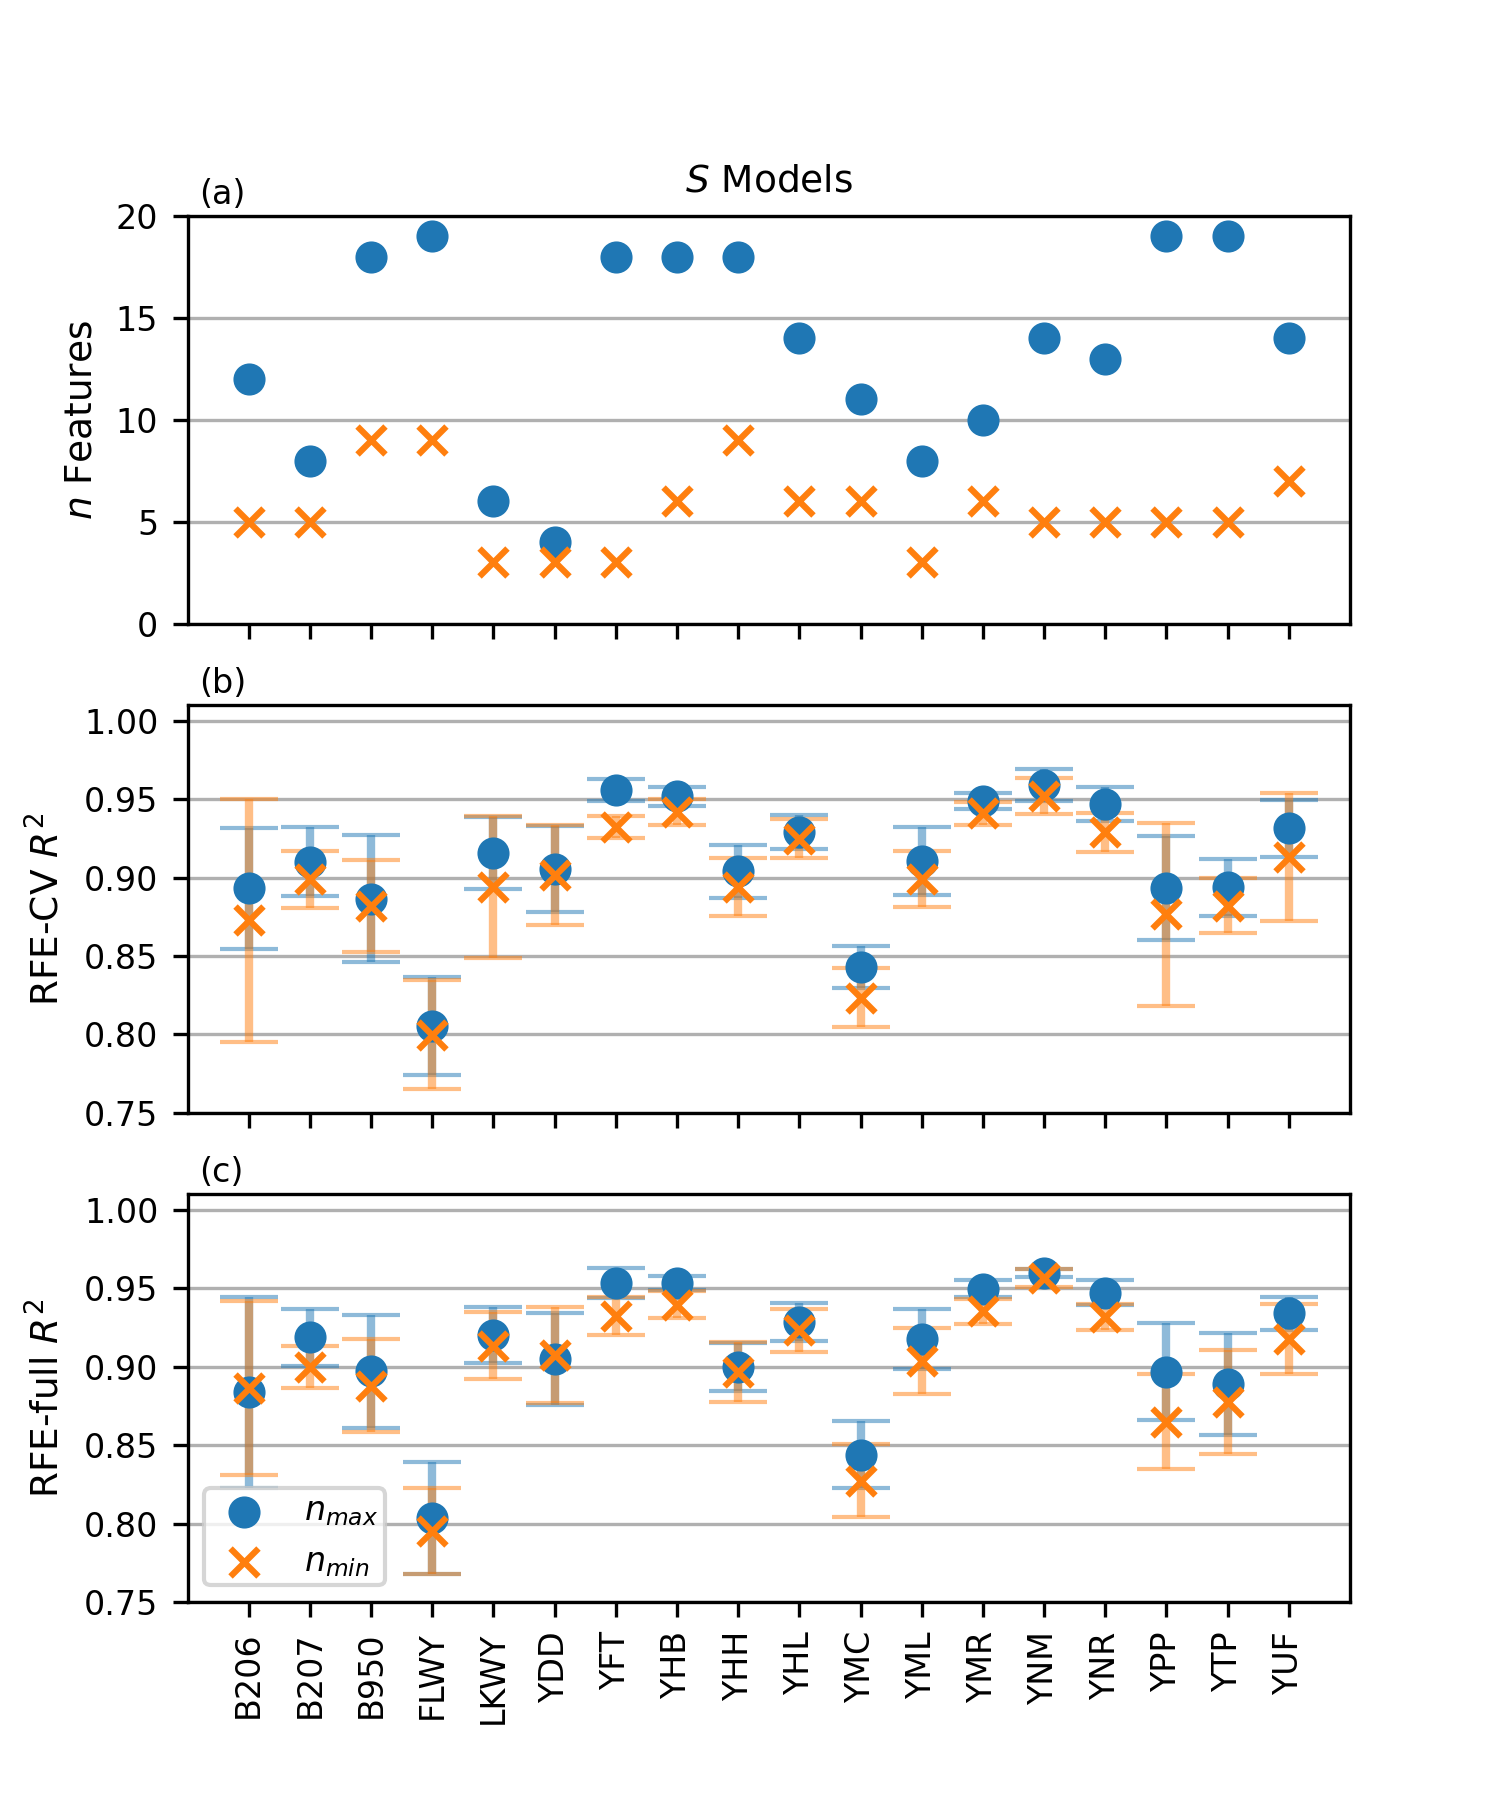 S Models
(a)
20
15
10
5
0
n Features
(b)
1.00
0.95
0.90
0.85
0.80
0.75
RFE-CV R²
(c)
1.00
0.95
0.90
0.85
0.80
0.75
RFE-full R²
n_max
n_min
B206
B207
B950
FLWY
LKWY
YDD
YFT
YHB
YHH
YHL
YMC
YML
YMR
YNM
YNR
YPP
YTP
YUF